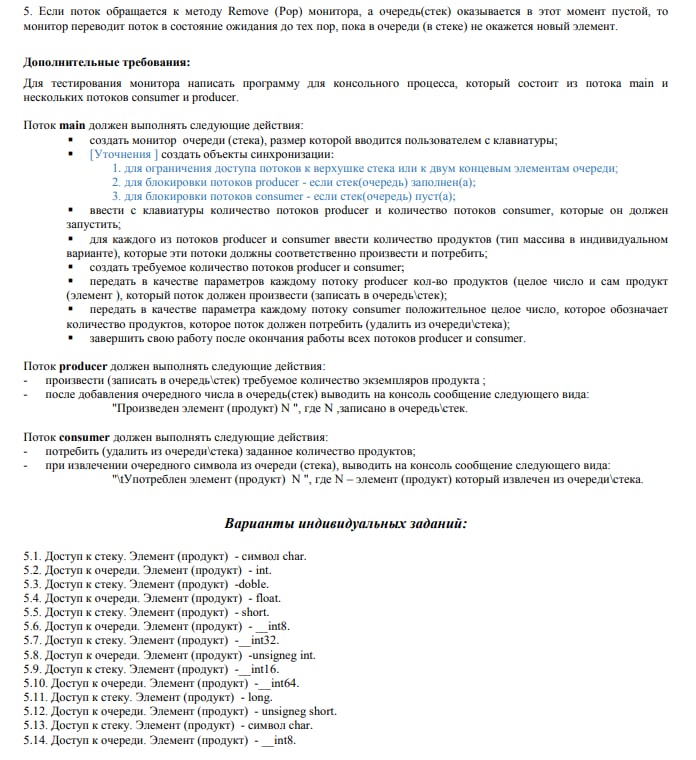 5. Если поток обращается к методу Remove (Pop) монитора, а очередь(стек) оказывается в этот момент пустой, то
монитор переводит поток в состояние ожидания до тех пор, пока в очереди (в стеке) не окажется новый элемент.
Дополнительные требования:
Для тестирования монитора написать программу для консольного процесса, который состоит из потока main и
нескольких потоков consumer и producer.
Поток main должен выполнять следующие действия:
▪ создать монитор очереди (стека), размер которой вводится пользователем с клавиатуры;
▪ [Уточнения ] создать объекты синхронизации:
1. для ограничения доступа потоков к верхушке стека или к двум концевым элементам очереди;
2. для блокировки потоков producer - если стек(очередь) заполнен(а);
3. для блокировки потоков consumer - если стек(очередь) пуст(а);
▪ ввести с клавиатуры количество потоков producer и количество потоков consumer, которые он должен
запустить;
▪ для каждого из потоков producer и consumer ввести количество продуктов (тип массива в индивидуальном
варианте), которые эти потоки должны соответственно произвести и потребить;
▪ создать требуемое количество потоков producer и consumer;
▪ передать в качестве параметров каждому потоку producer кол-во продуктов (целое число и сам продукт
(элемент ), который поток должен произвести (записать в очередь\стек);
▪ передать в качестве параметра каждому потоку consumer положительное целое число, которое обозначает
количество продуктов, которое поток должен потребить (удалить из очереди\стека);
▪ завершить свою работу после окончания работы всех потоков producer и consumer.
Поток producer должен выполнять следующие действия:
- произвести (записать в очередь\стек) требуемое количество экземпляров продукта ;
- после добавления очередного числа в очередь(стек) выводить на консоль сообщение следующего вида:
"Произведен элемент (продукт) N ", где N ,записано в очередь\стек.
Поток consumer должен выполнять следующие действия:
- потребить (удалить из очереди\стека) заданное количество продуктов;
- при извлечении очередного символа из очереди (стека), выводить на консоль сообщение следующего вида:
"\tУпотреблен элемент (продукт) N ", где N – элемент (продукт) который извлечен из очереди\стека.
Варианты индивидуальных заданий:
5.1. Доступ к стеку. Элемент (продукт) - символ char.
5.2. Доступ к очереди. Элемент (продукт) - int.
5.3. Доступ к стеку. Элемент (продукт) -doble.
5.4. Доступ к очереди. Элемент (продукт) - float.
5.5. Доступ к стеку. Элемент (продукт) - short.
5.6. Доступ к очереди. Элемент (продукт) - __int8.
5.7. Доступ к стеку. Элемент (продукт) -__int32.
5.8. Доступ к очереди. Элемент (продукт) -unsigneg int.
5.9. Доступ к стеку. Элемент (продукт) -__int16.
5.10. Доступ к очереди. Элемент (продукт) -__int64.
5.11. Доступ к стеку. Элемент (продукт) - long.
5.12. Доступ к очереди. Элемент (продукт) - unsigneg short.
5.13. Доступ к стеку. Элемент (продукт) - символ char.
5.14. Доступ к очереди. Элемент (продукт) - __int8.